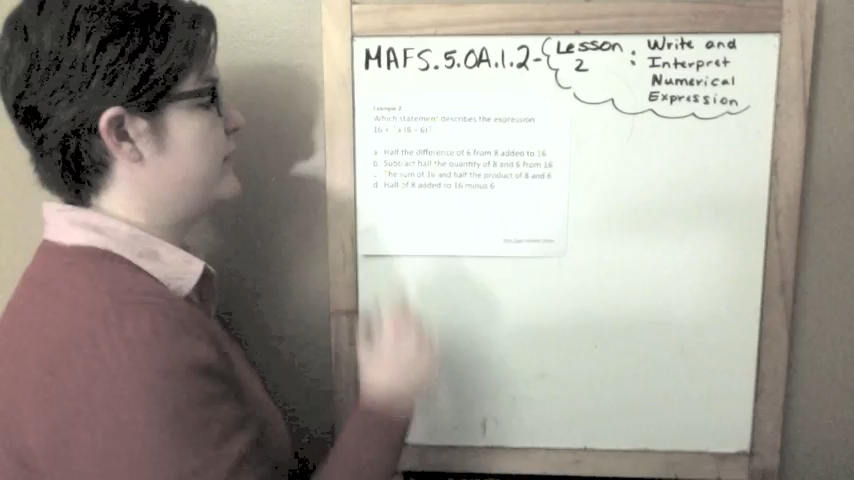 MAFS.5.OA.1.2- Lesson 2 : Write and
Interpret
Numerical
Expression
Example 2
Which statement describes the expression
16 + x (8 - 6)?
a. Half the difference of 6 from 8 added to 16
b. Subtract half the quantity of 8 and 6 from 16
c. The sum of 16 and half the product of 8 and 6
d. Half of 8 added to 16 minus 6